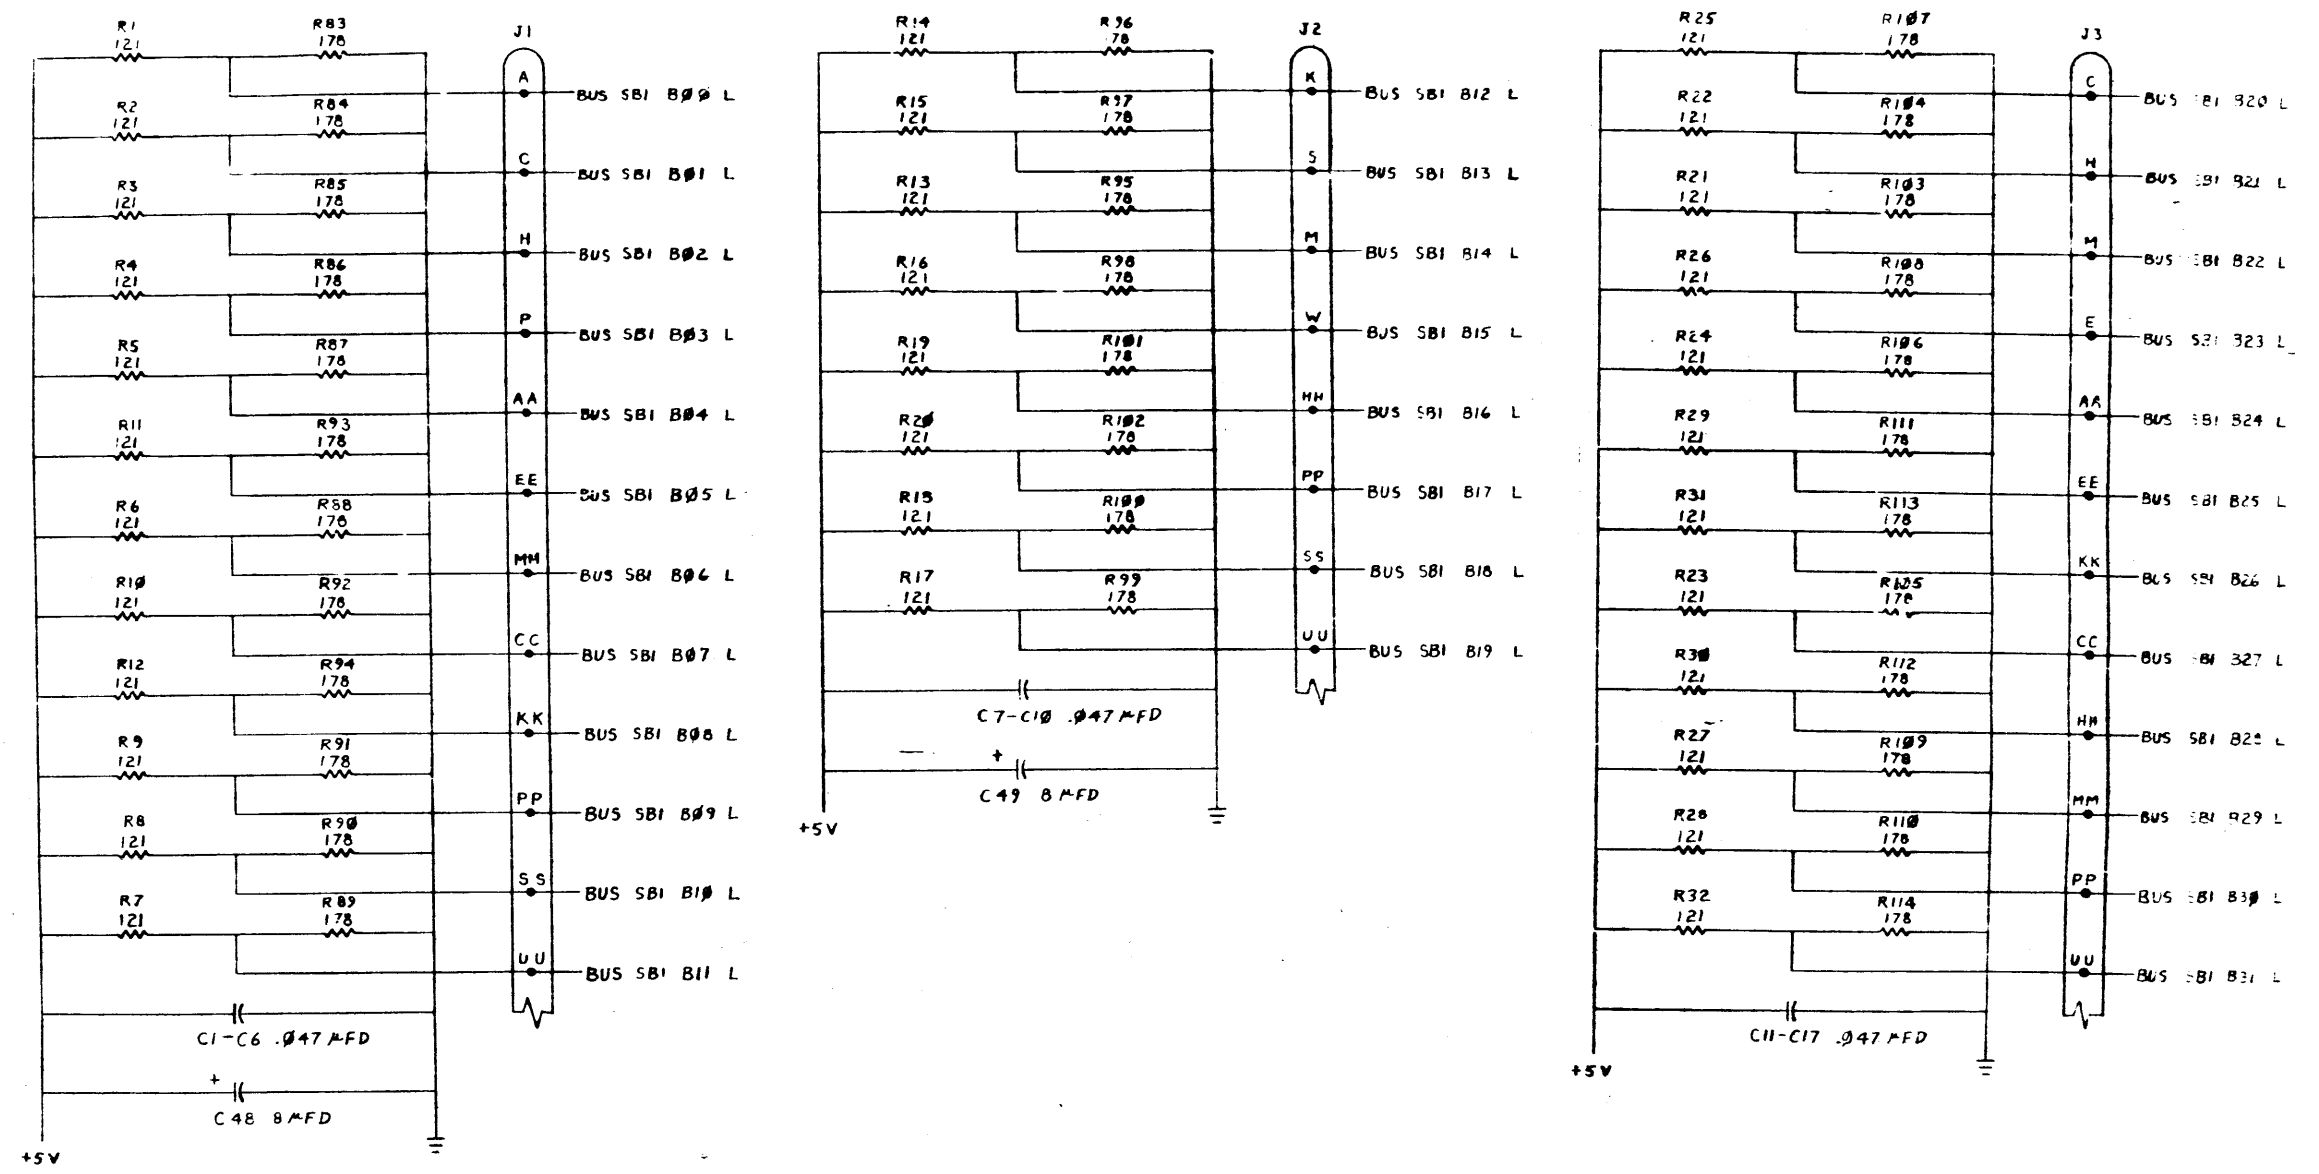 R1
121
R83
178
J1
A
BUS SBI BØØ L
R2
121
R84
178
C
BUS SBI BØ1 L
R3
121
R85
178
H
BUS SBI BØ2 L
R4
121
R86
178
P
BUS SBI BØ3 L
R5
121
R87
178
AA
BUS SBI BØ4 L
R11
121
R93
178
EE
BUS SBI BØ5 L
R6
121
R88
178
MM
BUS SBI BØ6 L
R1Ø
121
R92
178
CC
BUS SBI BØ7 L
R12
121
R94
178
KK
BUS SBI BØ8 L
R9
121
R91
178
PP
BUS SBI BØ9 L
R8
121
R9Ø
178
SS
BUS SBI B1Ø L
R7
121
R89
178
UU
BUS SBI B11 L
C1-C6 .Ø47 µFD
+
C48 8 µFD
+5V
R14
121
R96
78
J2
K
BUS SBI B12 L
R15
121
R97
178
S
BUS SBI B13 L
R13
121
R95
178
M
BUS SBI B14 L
R16
121
R98
178
W
BUS SBI B15 L
R19
121
R1Ø1
178
HH
BUS SBI B16 L
R2Ø
121
R1Ø2
178
PP
BUS SBI B17 L
R18
121
R1ØØ
178
SS
BUS SBI B18 L
R17
121
R99
178
UU
BUS SBI B19 L
C7-C1Ø .Ø47 µFD
+
C49 8 µFD
+5V
R25
121
R1Ø7
178
J3
C
BUS SBI B20 L
R22
121
R1Ø4
178
H
BUS SBI B21 L
R21
121
R1Ø3
178
M
BUS SBI B22 L
R26
121
R1Ø8
178
E
BUS SBI B23 L
R24
121
R1Ø6
178
AA
BUS SBI B24 L
R29
121
R111
178
EE
BUS SBI B25 L
R31
121
R113
178
KK
BUS SBI B26 L
R23
121
R1Ø5
178
CC
BUS SBI B27 L
R3Ø
121
R112
178
HH
BUS SBI B28 L
R27
121
R1Ø9
178
MM
BUS SBI B29 L
R28
121
R11Ø
178
PP
BUS SBI B3Ø L
R32
121
R114
178
UU
BUS SBI B31 L
C11-C17 .Ø47 µFD
+5V